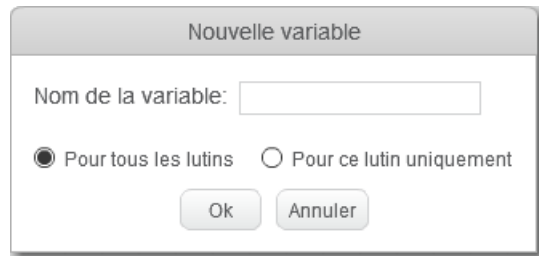 Nouvelle variable
Nom de la variable:
Pour tous les lutins Pour ce lutin uniquement
Ok Annuler